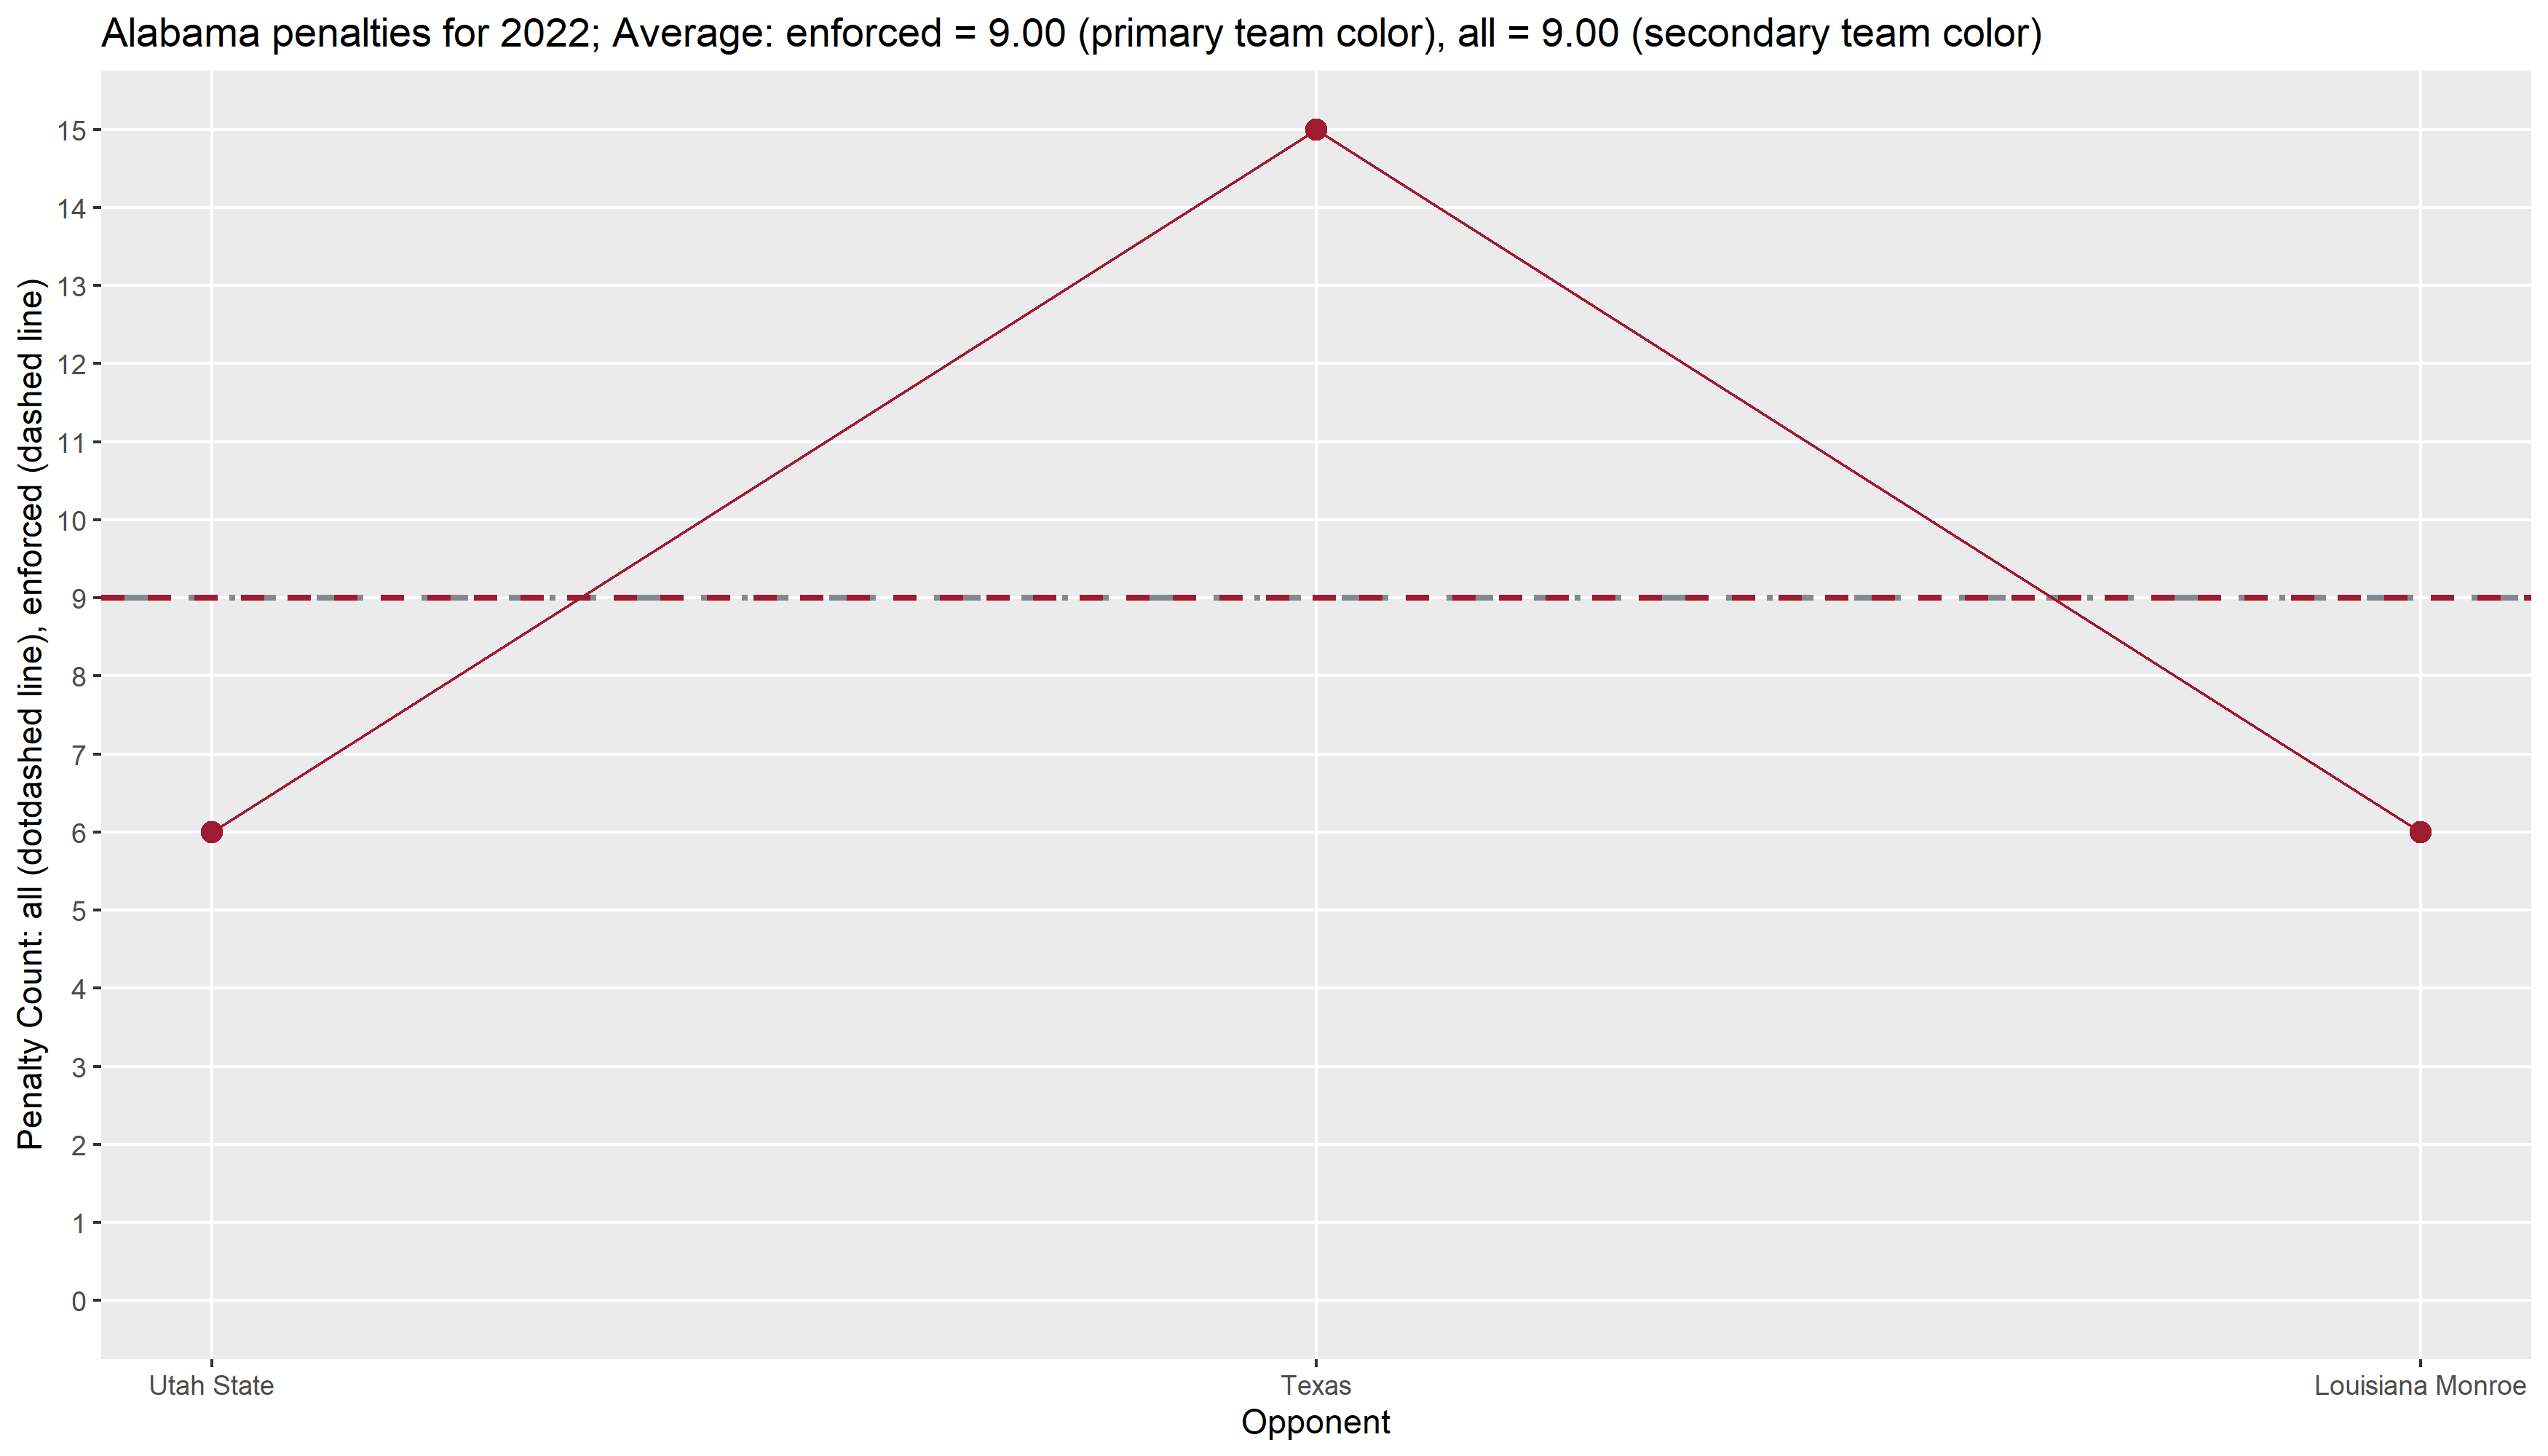 Alabama penalties for 2022; Average: enforced = 9.00 (primary team color), all = 9.00 (secondary team color)
Penalty Count: all (dotdashed line), enforced (dashed line)
15
14
13
12
11
10
9
8
7
6
5
4
3
2
1
0
Utah State
Texas
Louisiana Monroe
Opponent